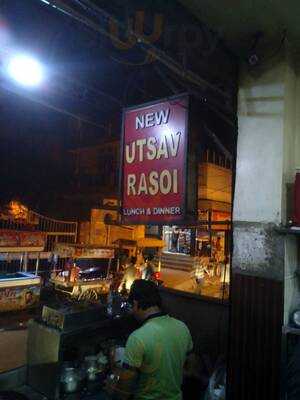 NEW
UTSAV
RASOI
LUNCH & DINNER